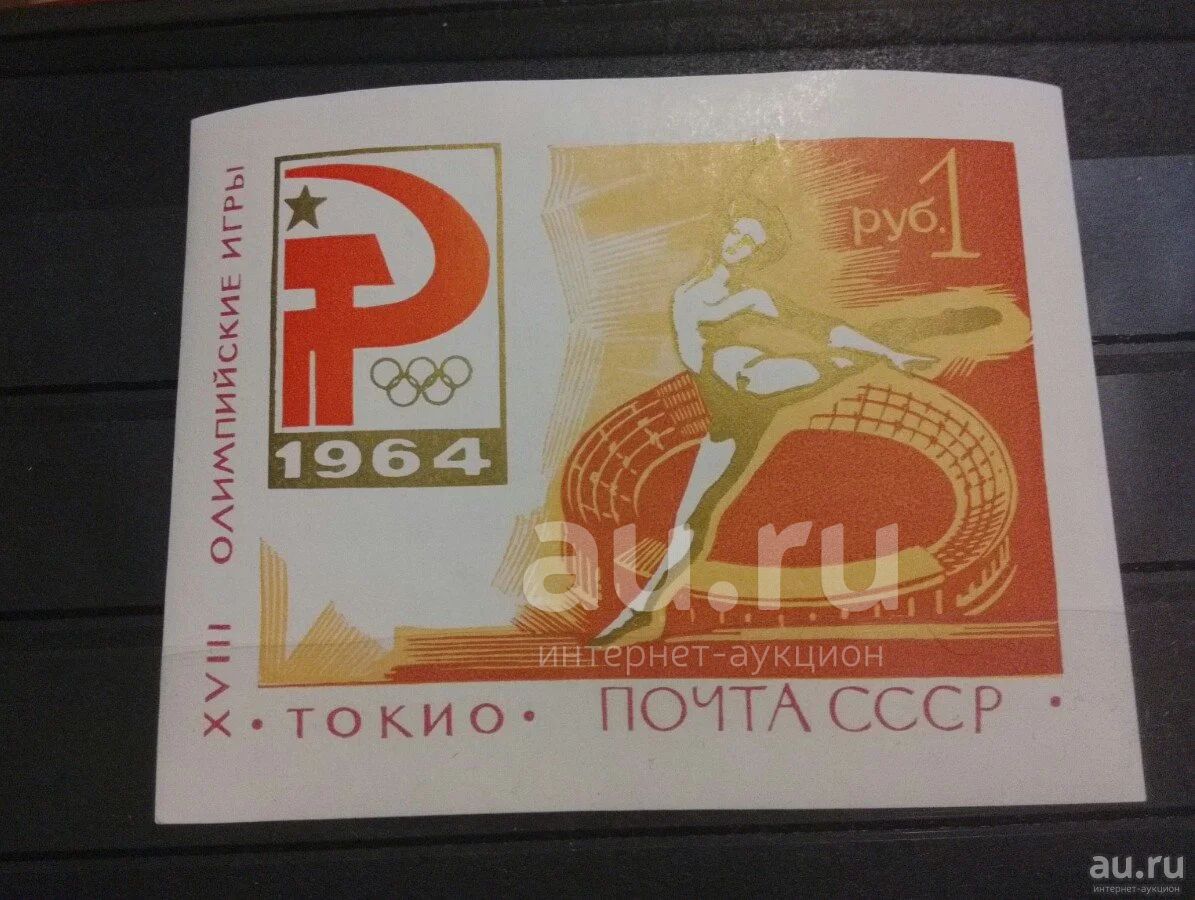 XVIII ОЛИМПИЙСКИЕ ИГРЫ
1964
руб. 1
• ТОКИО • ПОЧТА СССР •
au.ru
интернет-аукцион
au.ru
интернет-аукцион